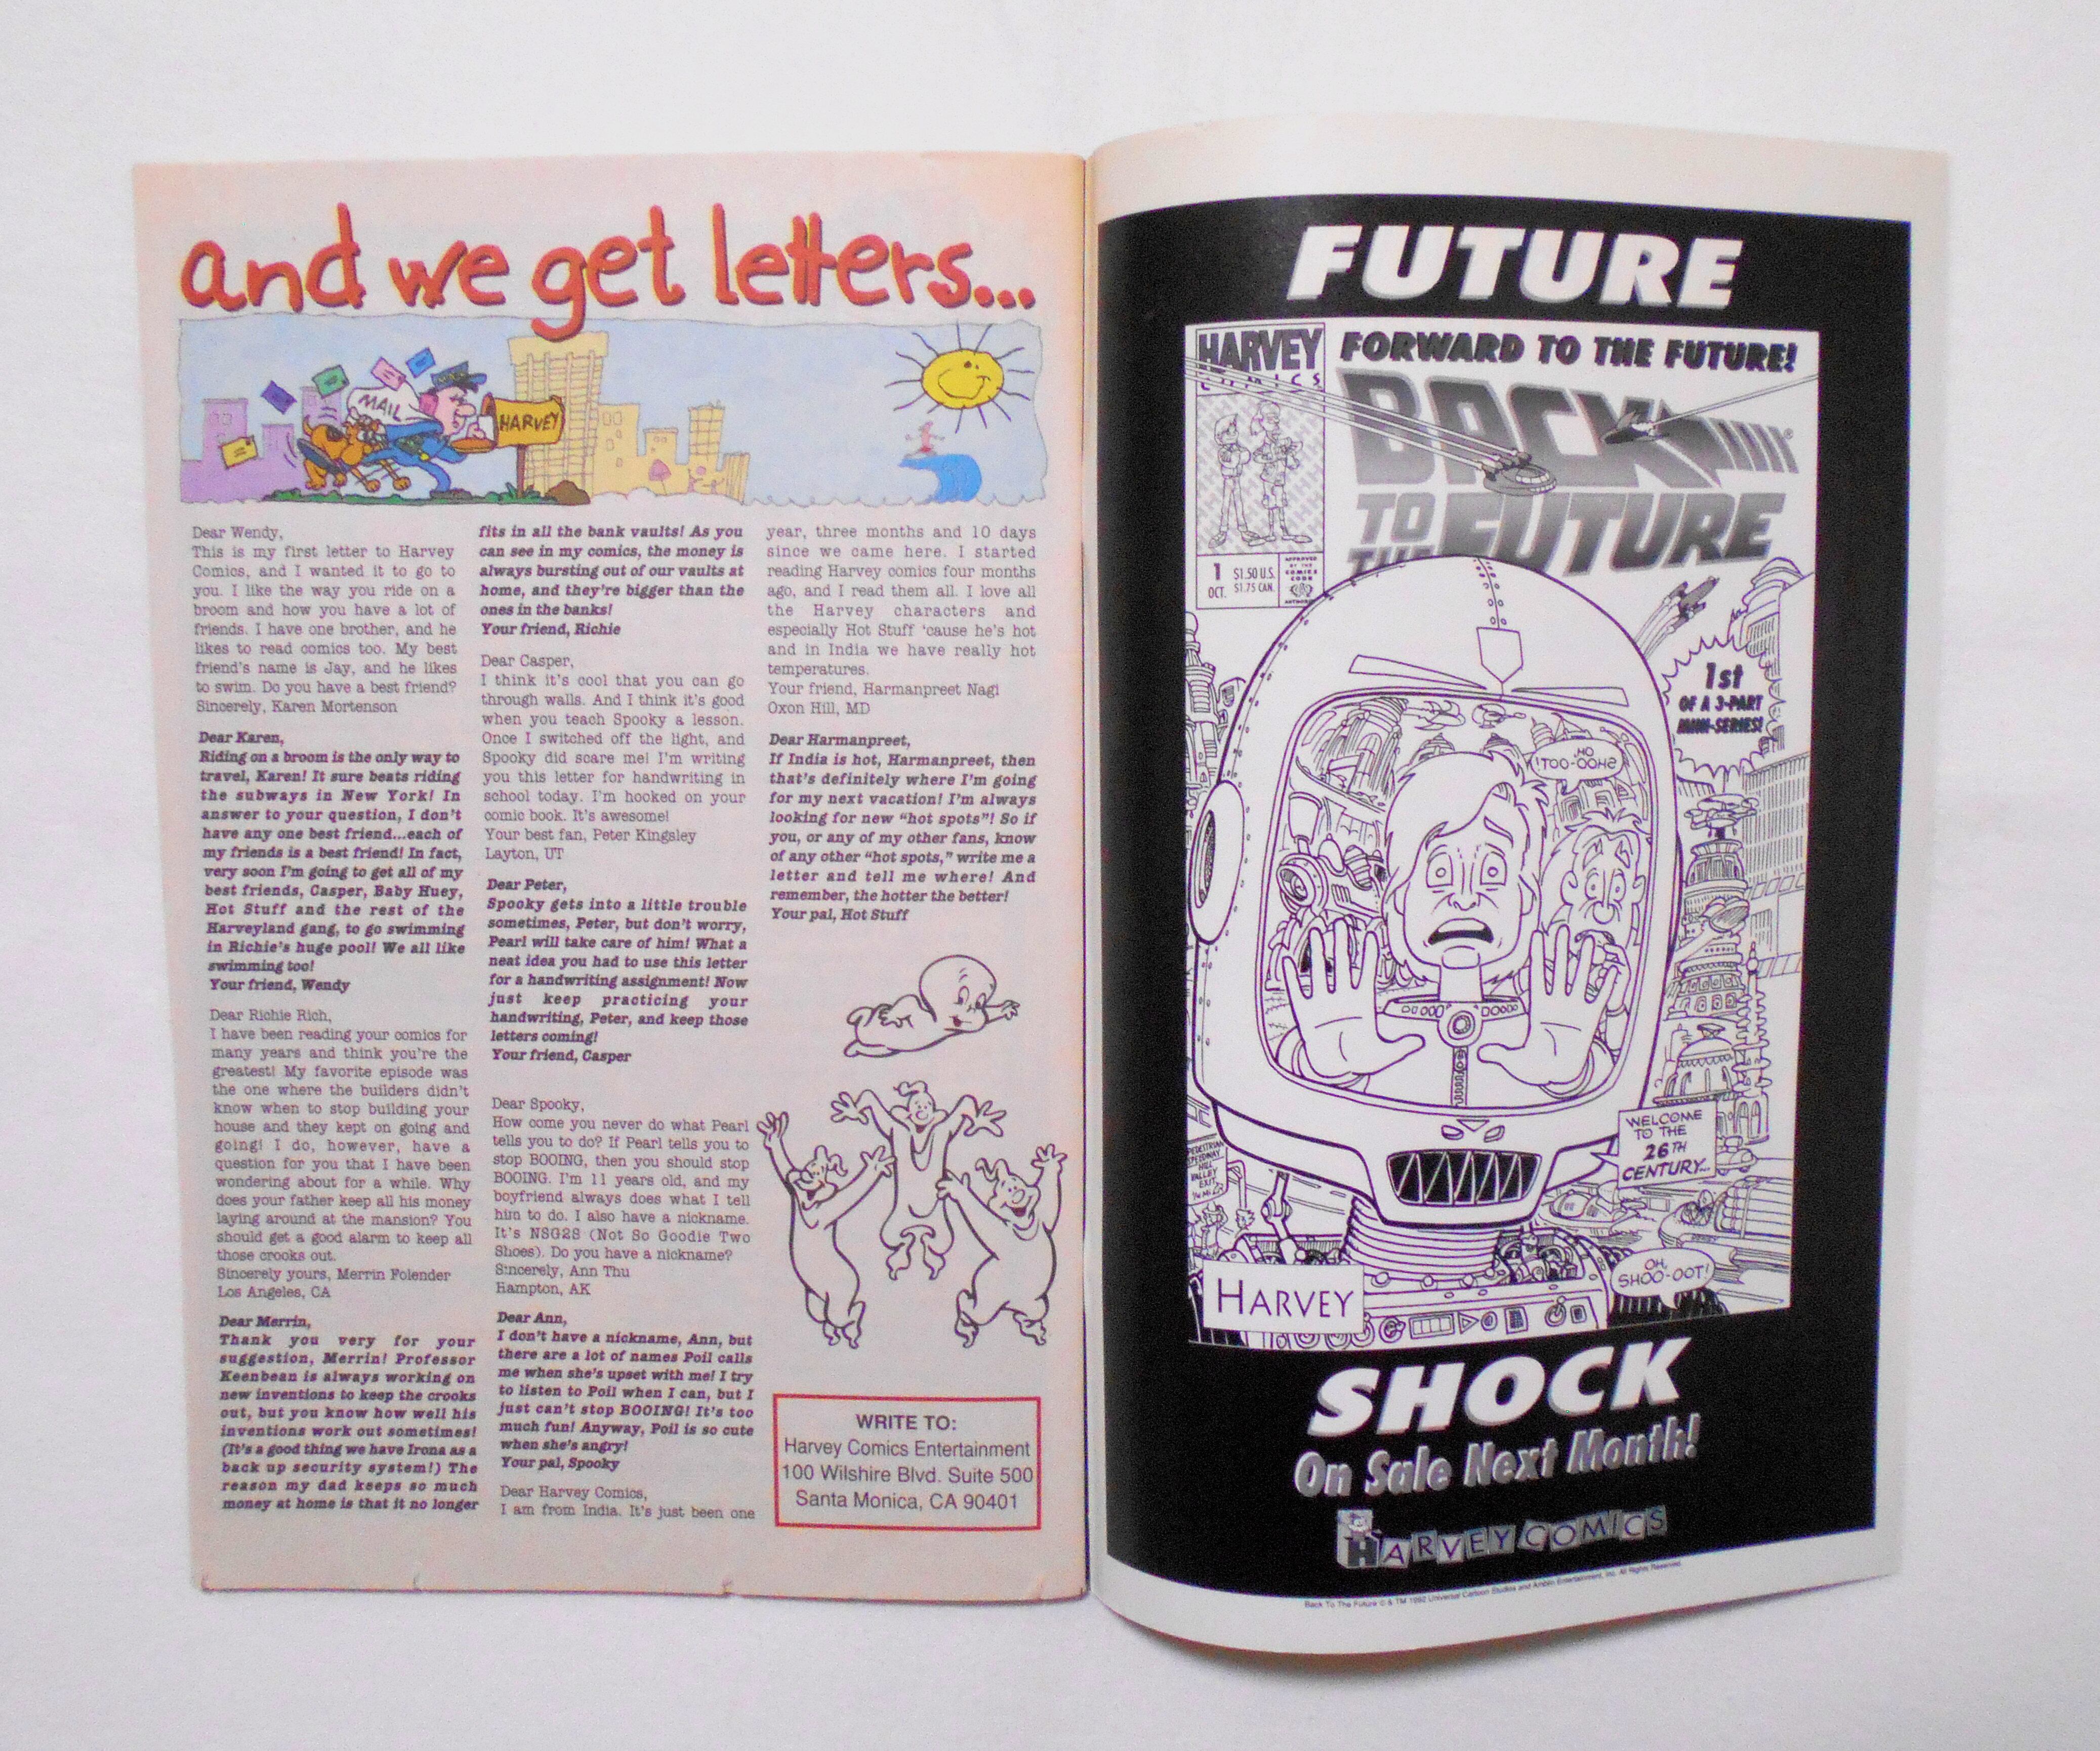 and we get letters...
MAIL
HARVEY
Dear Wendy,
This is my first letter to Harvey
Comics, and I wanted it to go to
you. I like the way you ride on a
broom and how you have a lot of
friends. I have one brother, and he
likes to read comics too. My best
friend's name is Jay, and he likes
to swim. Do you have a best friend?
Sincerely, Karen Mortenson
Dear Karen,
Riding on a broom is the only way to
travel, Karen! It sure beats riding
the subways in New York! In
answer to your question, I don't
have any one best friend...each of
my friends is a best friend! In fact,
very soon I'm going to get all of my
best friends, Casper, Baby Huey,
Hot Stuff and the rest of the
Harveyland gang, to go swimming
in Richie's huge pool! We all like
swimming too!
Your friend, Wendy
Dear Richie Rich,
I have been reading your comics for
many years and think you're the
greatest! My favorite episode was
the one where the builders didn't
know when to stop building your
house and they kept on going and
going! I do, however, have a
question for you that I have been
wondering about for a while. Why
does your father keep all his money
laying around at the mansion? You
should get a good alarm to keep all
those crooks out.
Sincerely yours, Merrin Folender
Los Angeles, CA
Dear Merrin,
Thank you very for your
suggestion, Merrin! Professor
Keenbean is always working on
new inventions to keep the crooks
out, but you know how well his
inventions work out sometimes!
(It's a good thing we have Irona as a
back up security system!) The
reason my dad keeps so much
money at home is that it no longer
fits in all the bank vaults! As you
can see in my comics, the money is
always bursting out of our vaults at
home, and they're bigger than the
ones in the banks!
Your friend, Richie
Dear Casper,
I think it's cool that you can go
through walls. And I think it's good
when you teach Spooky a lesson.
Once I switched off the light, and
Spooky did scare me! I'm writing
you this letter for handwriting in
school today. I'm hooked on your
comic book. It's awesome!
Your best fan, Peter Kingsley
Layton, UT
Dear Peter,
Spooky gets into a little trouble
sometimes, Peter, but don't worry,
Pearl will take care of him! What a
neat idea you had to use this letter
for a handwriting assignment! Now
just keep practicing your
handwriting, Peter, and keep those
letters coming!
Your friend, Casper
Dear Spooky,
How come you never do what Pearl
tells you to do? If Pearl tells you to
stop BOOING, then you should stop
BOOING. I'm 11 years old, and my
boyfriend always does what I tell
him to do. I also have a nickname.
It's NSG2S (Not So Goodie Two
Shoes). Do you have a nickname?
Sincerely, Ann Thu
Hampton, AK
Dear Ann,
I don't have a nickname, Ann, but
there are a lot of names Poil calls
me when she's upset with me! I try
to listen to Poil when I can, but I
just can't stop BOOING! It's too
much fun! Anyway, Poil is so cute
when she's angry!
Your pal, Spooky
Dear Harvey Comics,
I am from India. It's just been one
year, three months and 10 days
since we came here. I started
reading Harvey comics four months
ago, and I read them all. I love all
the Harvey characters and
especially Hot Stuff 'cause he's hot
and in India we have really hot
temperatures.
Your friend, Harmanpreet Nagi
Oxon Hill, MD
Dear Harmanpreet,
If India is hot, Harmanpreet, then
that's definitely where I'm going
for my next vacation! I'm always
looking for new "hot spots"! So if
you, or any of my other fans, know
of any other "hot spots," write me a
letter and tell me where! And
remember, the hotter the better!
Your pal, Hot Stuff
WRITE TO:
Harvey Comics Entertainment
100 Wilshire Blvd. Suite 500
Santa Monica, CA 90401
FUTURE
HARVEY
COMICS
FORWARD TO THE FUTURE!
BACK
TO
THE FUTURE
1
OCT.
$1.50 U.S.
$1.75 CAN.
APPROVED
BY THE
COMICS
CODE
AUTHORITY
1st
OF A 3-PART
MINI-SERIES!
OH,
SHOO-OOT!
WELCOME
TO THE
26TH
CENTURY...
PEDESTRIAN
SPEEDWAY
HILL
VALLEY
EXIT
1/4 MI
OH,
SHOO-OOT!
HARVEY
SHOCK
On Sale Next Month!
HARVEY COMICS
Back To The Future © & TM 1992 Universal Cartoon Studios and Amblin Entertainment, Inc. All Rights Reserved.